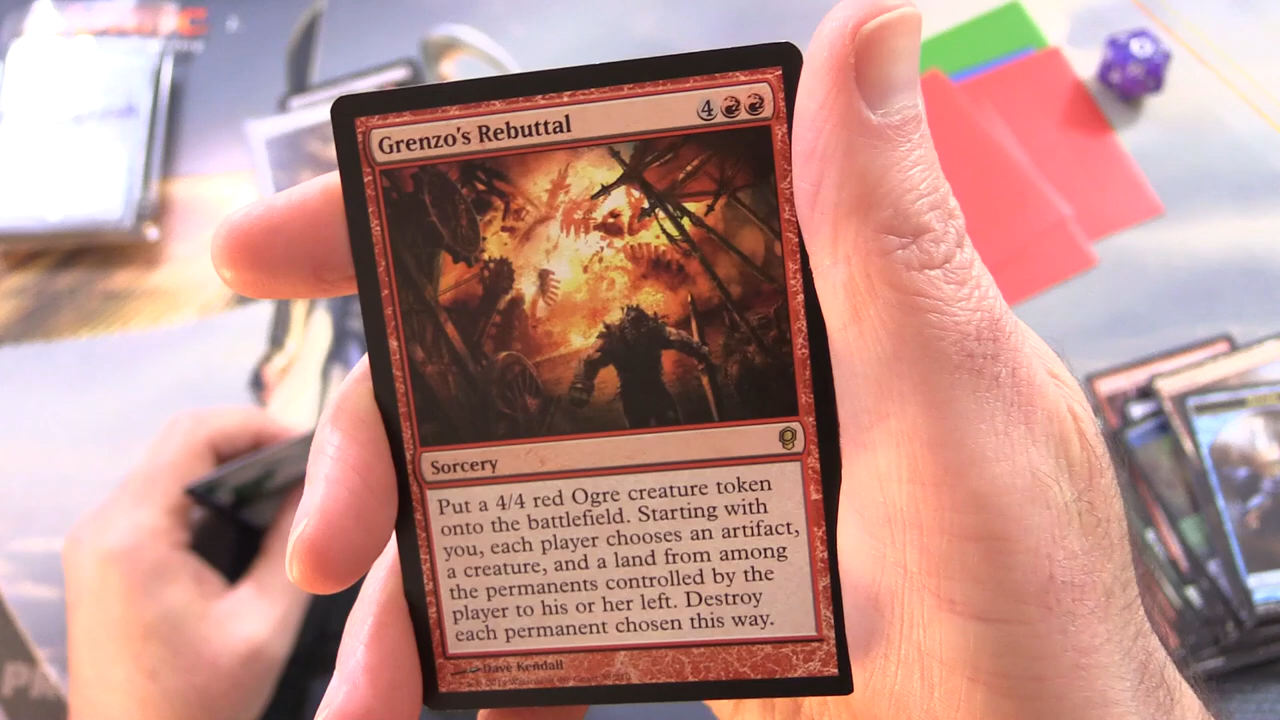 Grenzo's Rebuttal
4
Sorcery
Put a 4/4 red Ogre creature token
onto the battlefield. Starting with
you, each player chooses an artifact,
a creature, and a land from among
the permanents controlled by the
player to his or her left. Destroy
each permanent chosen this way.
Dave Kendall